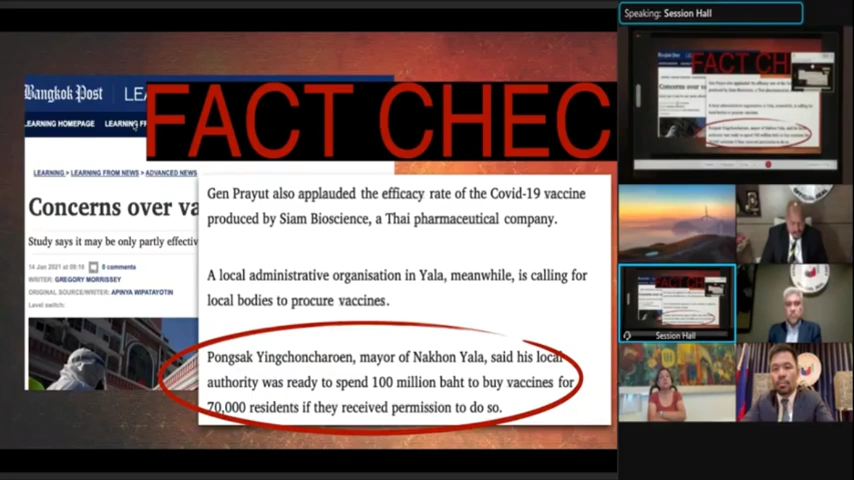 Speaking: Session Hall
FACT CHEC
BANGKOK POST
LEA
LEARNING HOMEPAGE
LEARNING FR
LEARNING > LEARNING FROM NEWS > ADVANCED NEWS
Concerns over va
Study says it may be only partly effectiv
14 Jan 2021 at 09:16
0 comments
WRITER: GREGORY MORRISSEY
ORIGINAL SOURCE/WRITER: APINYA WIPATAYOTIN
Level switch:
Gen Prayut also applauded the efficacy rate of the Covid-19 vaccine
produced by Siam Bioscience, a Thai pharmaceutical company.
A local administrative organisation in Yala, meanwhile, is calling for
local bodies to procure vaccines.
Pongsak Yingchoncharoen, mayor of Nakhon Yala, said his local
authority was ready to spend 100 million baht to buy vaccines for
70,000 residents if they received permission to do so.
FACT CH
Concerns over
Session Hall